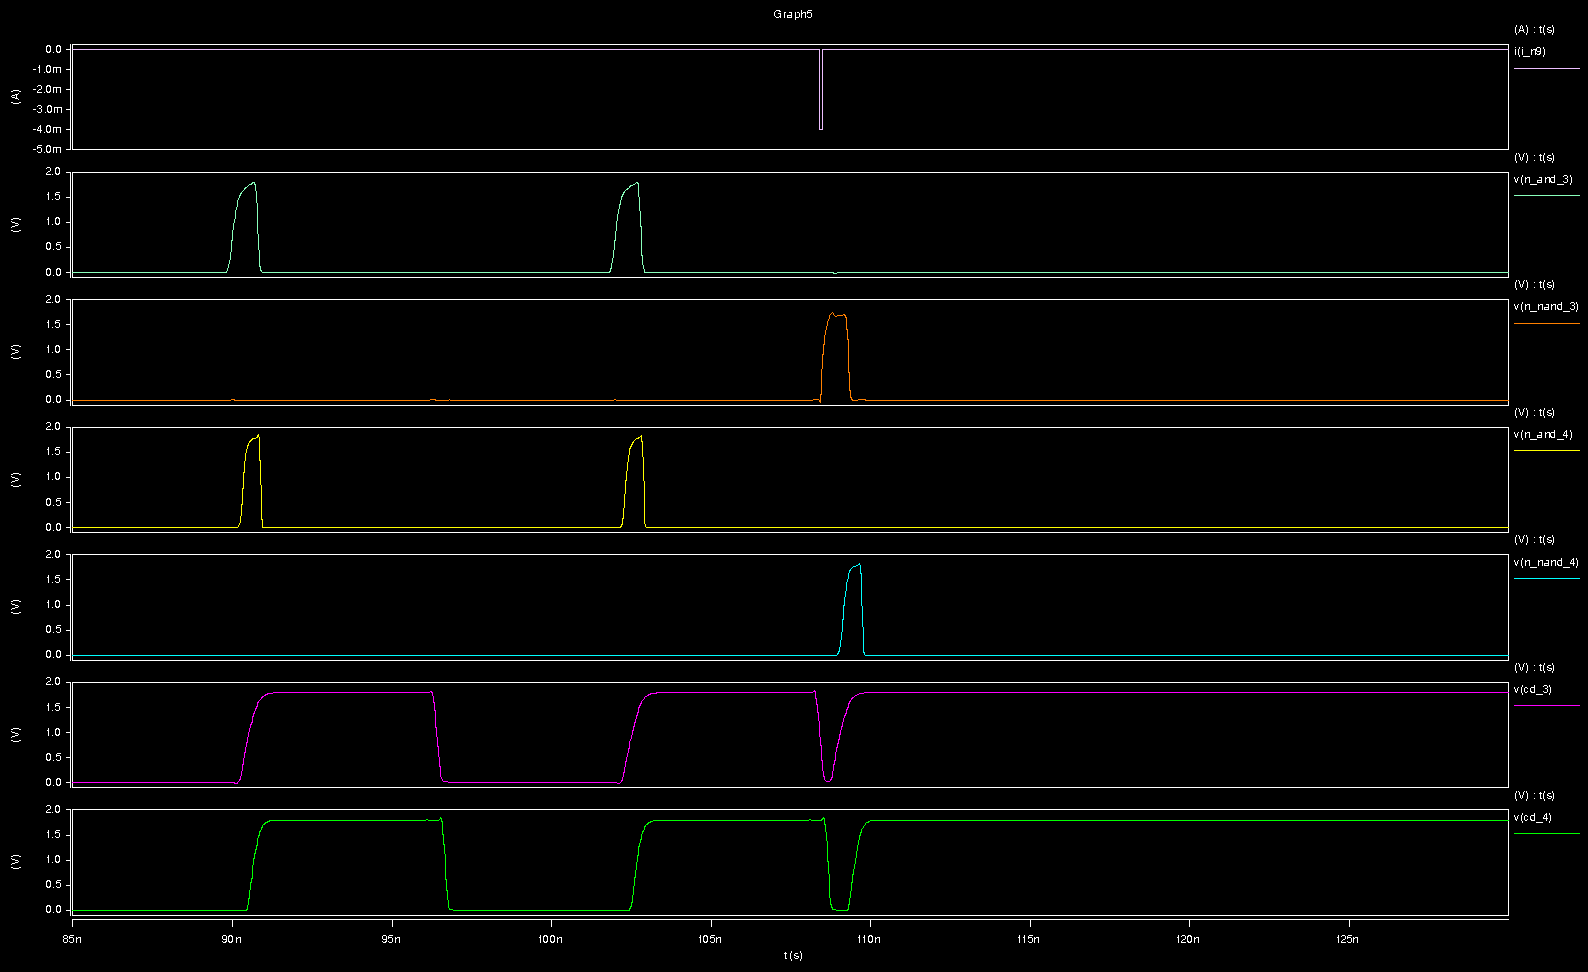 Graph5
(A) : t(s)
i(i_n9)
0.0
-1.0m
-2.0m
-3.0m
-4.0m
-5.0m
(A)
(V) : t(s)
v(n_and_3)
2.0
1.5
1.0
0.5
0.0
(V)
(V) : t(s)
v(n_nand_3)
2.0
1.5
1.0
0.5
0.0
(V)
(V) : t(s)
v(n_and_4)
2.0
1.5
1.0
0.5
0.0
(V)
(V) : t(s)
v(n_nand_4)
2.0
1.5
1.0
0.5
0.0
(V)
(V) : t(s)
v(cd_3)
2.0
1.5
1.0
0.5
0.0
(V)
(V) : t(s)
v(cd_4)
2.0
1.5
1.0
0.5
0.0
(V)
85n 90n 95n 100n 105n 110n 115n 120n 125n
t(s)